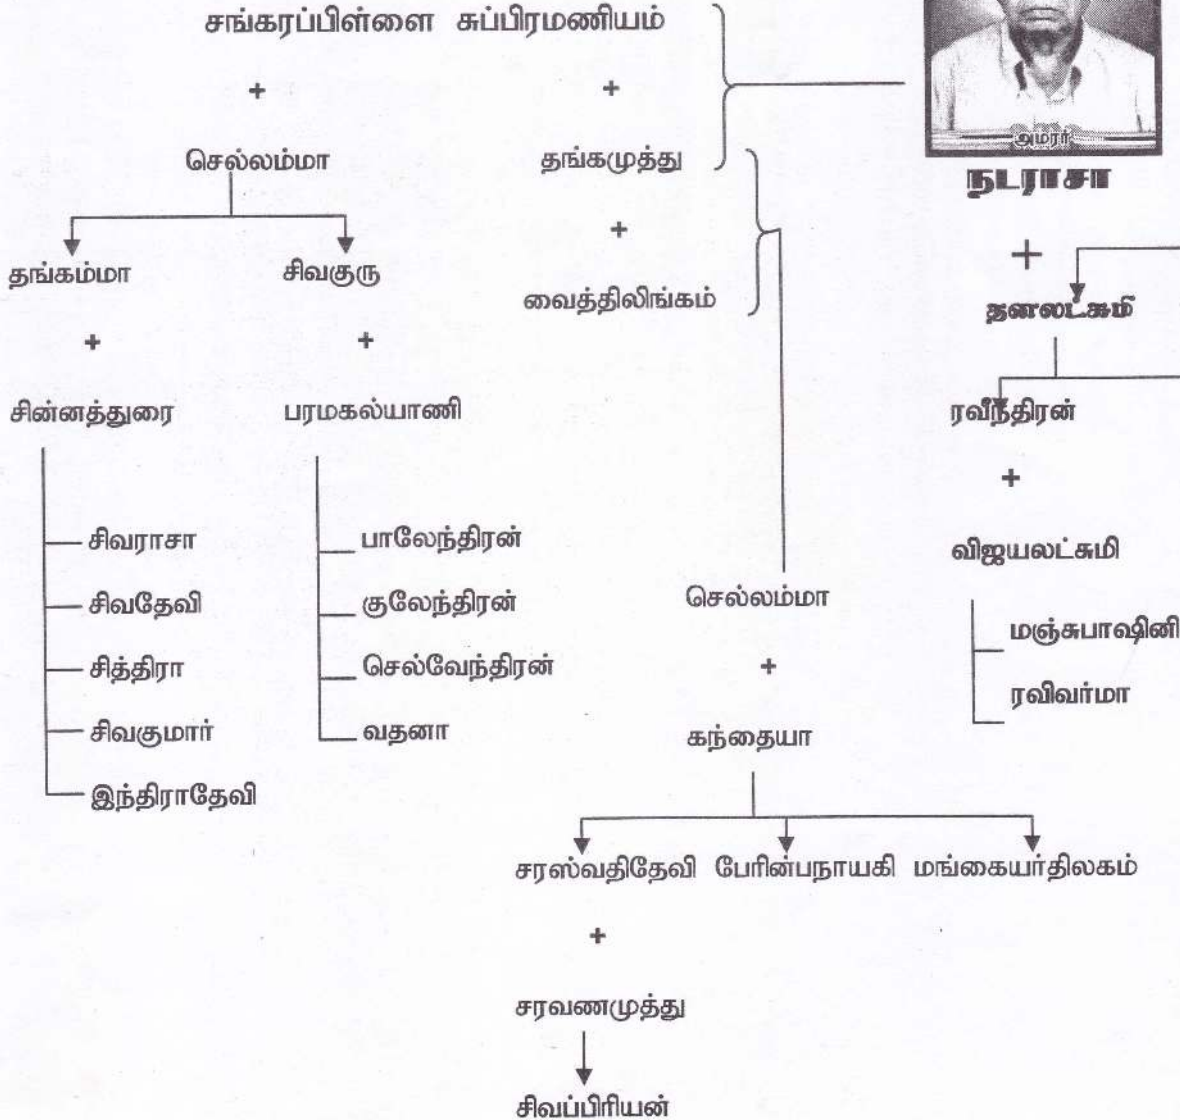 சங்கரப்பிள்ளை சுப்பிரமணியம்
+ +
அமரர்
செல்லம்மா தங்கமுத்து
நடராசா
+ +
தங்கம்மா சிவகுரு
வைத்திலிங்கம் தனலட்சுமி
+ +
சின்னத்துரை பரமகல்யாணி ரவீந்திரன்
+
சிவராசா பாலேந்திரன் விஜயலட்சுமி
சிவதேவி குலேந்திரன் செல்லம்மா
மஞ்சுபாஷினி
சித்திரா செல்வேந்திரன் +
ரவிவர்மா
சிவகுமார் வதனா கந்தையா
இந்திராதேவி
சரஸ்வதிதேவி பேரின்பநாயகி மங்கையர்திலகம்
+
சரவணமுத்து
சிவப்பிரியன்